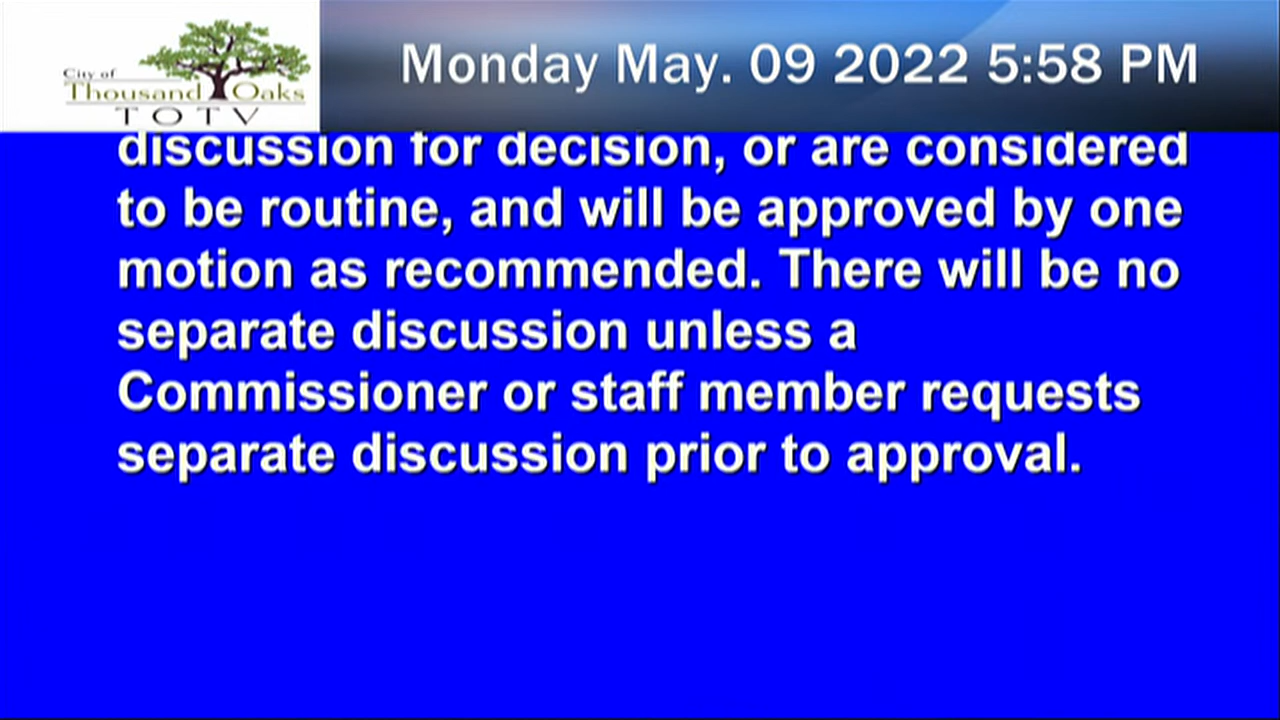 City of
Thousand Oaks
TOTV
Monday May. 09 2022 5:58 PM
discussion for decision, or are considered
to be routine, and will be approved by one
motion as recommended. There will be no
separate discussion unless a
Commissioner or staff member requests
separate discussion prior to approval.